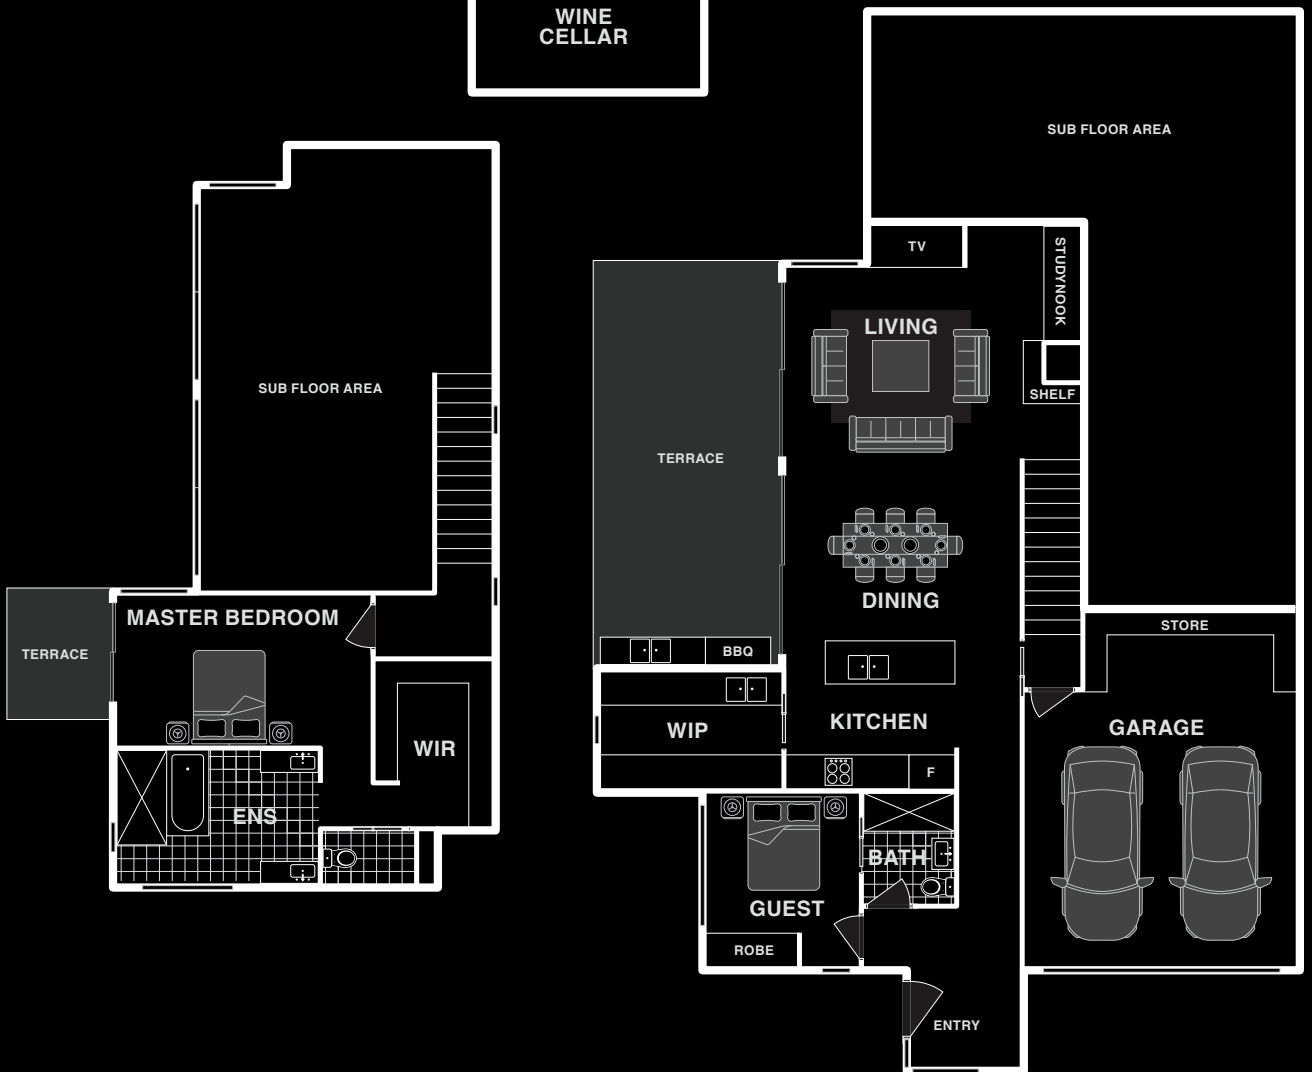 WINE
CELLAR
SUB FLOOR AREA
TV
STUDYNOOK
LIVING
SHELF
SUB FLOOR AREA
TERRACE
DINING
MASTER BEDROOM
STORE
TERRACE
BBQ
KITCHEN
WIP
GARAGE
WIR
F
ENS
BATH
GUEST
ROBE
ENTRY